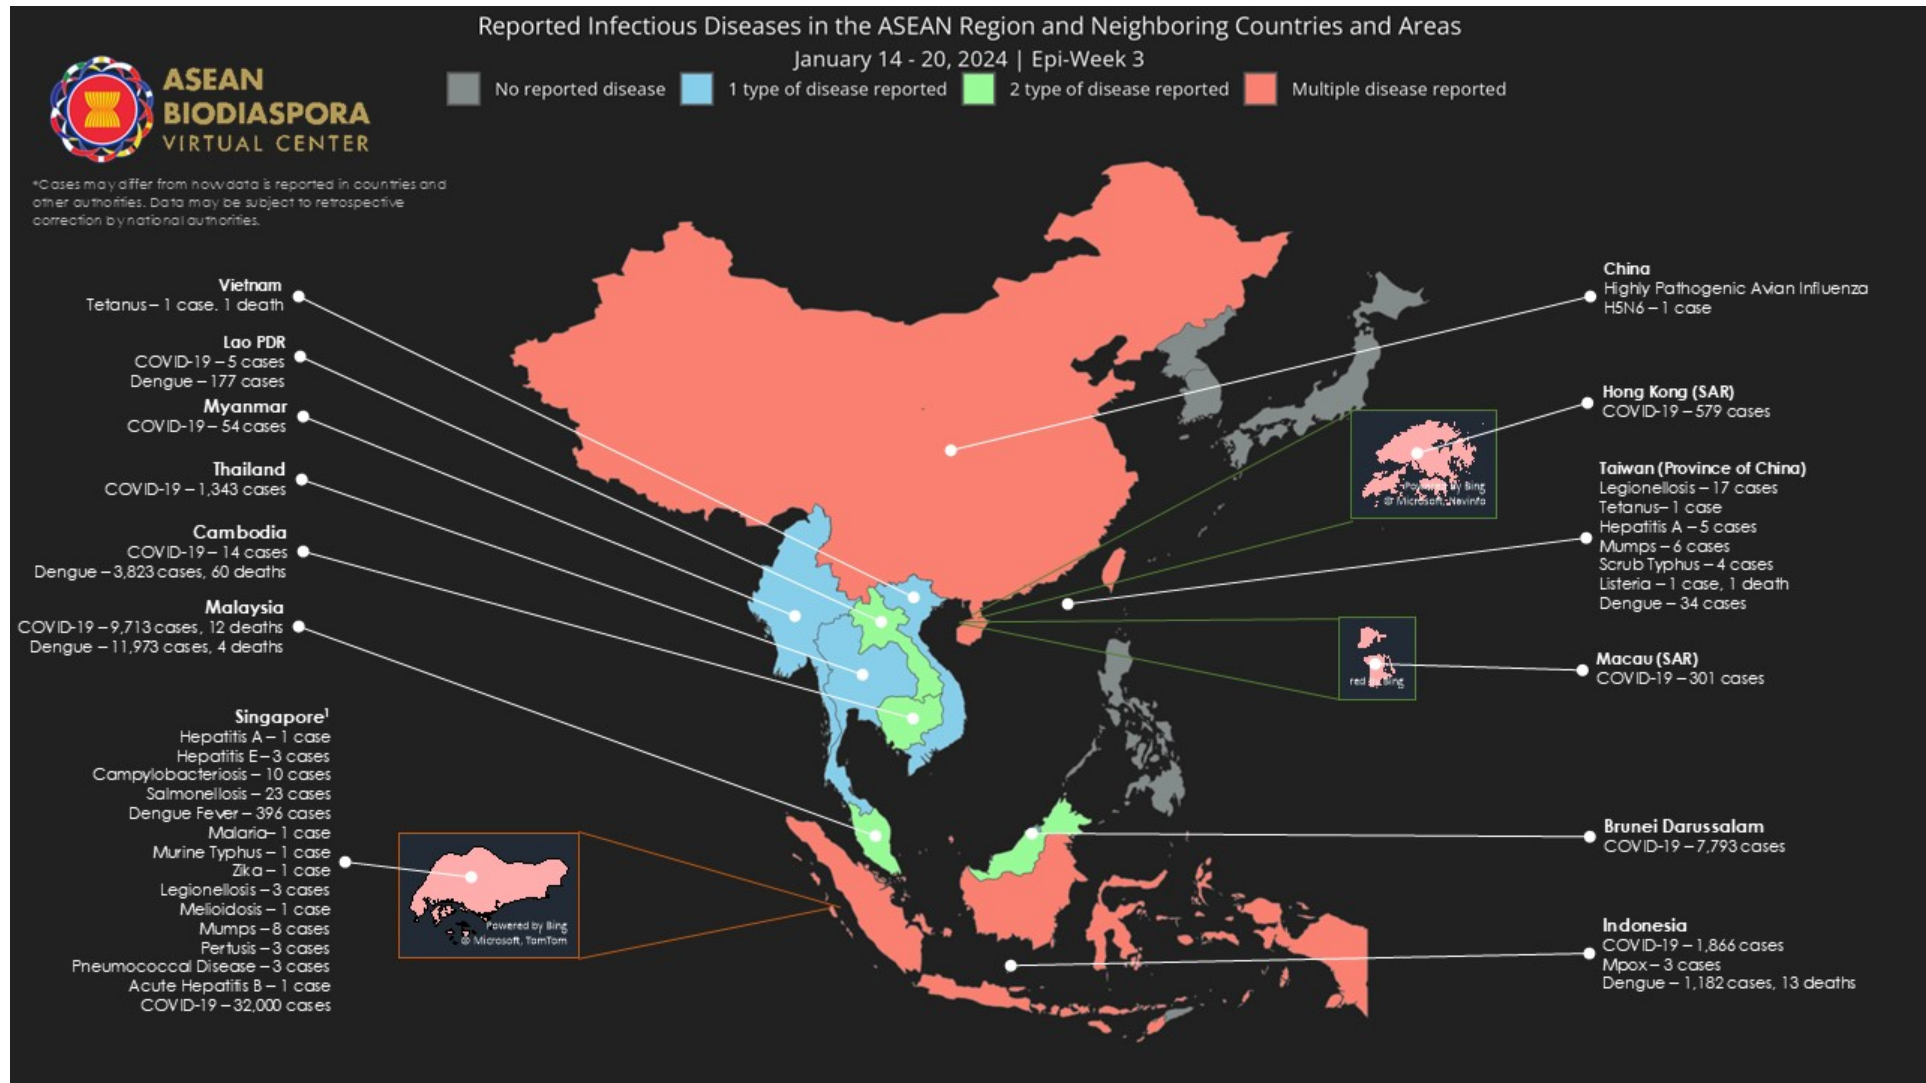 Reported Infectious Diseases in the ASEAN Region and Neighboring Countries and Areas
January 14 - 20, 2024 | Epi-Week 3
No reported disease
1 type of disease reported
2 type of disease reported
Multiple disease reported
ASEAN
BIODIASPORA
VIRTUAL CENTER
*Cases may differ from how data is reported in countries and
other authorities. Data may be subject to retrospective
correction by national authorities.
Vietnam
Tetanus – 1 case. 1 death
Lao PDR
COVID-19 – 5 cases
Dengue – 177 cases
Myanmar
COVID-19 – 54 cases
Thailand
COVID-19 – 1,343 cases
Cambodia
COVID-19 – 14 cases
Dengue – 3,823 cases, 60 deaths
Malaysia
COVID-19 – 9,713 cases, 12 deaths
Dengue – 11,973 cases, 4 deaths
Singapore¹
Hepatitis A – 1 case
Hepatitis E – 3 cases
Campylobacteriosis – 10 cases
Salmonellosis – 23 cases
Dengue Fever – 396 cases
Malaria– 1 case
Murine Typhus – 1 case
Zika – 1 case
Legionellosis – 3 cases
Melioidosis – 1 case
Mumps – 8 cases
Pertusis – 3 cases
Pneumococcal Disease – 3 cases
Acute Hepatitis B – 1 case
COVID-19 – 32,000 cases
Powered by Bing
© Microsoft, TomTom
China
Highly Pathogenic Avian Influenza
H5N6 – 1 case
Hong Kong (SAR)
COVID-19 – 579 cases
Powered by Bing
© Microsoft, Navinfo
Taiwan (Province of China)
Legionellosis – 17 cases
Tetanus– 1 case
Hepatitis A – 5 cases
Mumps – 6 cases
Scrub Typhus – 4 cases
Listeria – 1 case, 1 death
Dengue – 34 cases
Macau (SAR)
COVID-19 – 301 cases
red by Bing
Brunei Darussalam
COVID-19 – 7,793 cases
Indonesia
COVID-19 – 1,866 cases
Mpox – 3 cases
Dengue – 1,182 cases, 13 deaths